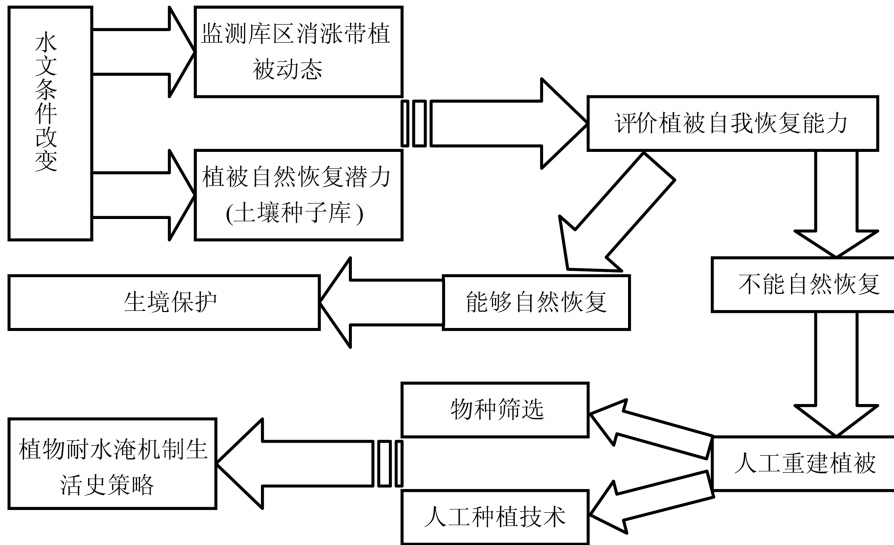 水文条件改变
监测库区消涨带植
被动态
植被自然恢复潜力
(土壤种子库)
评价植被自我恢复能力
能够自然恢复
生境保护
不能自然恢复
人工重建植被
物种筛选
人工种植技术
植物耐水淹机制生
活史策略